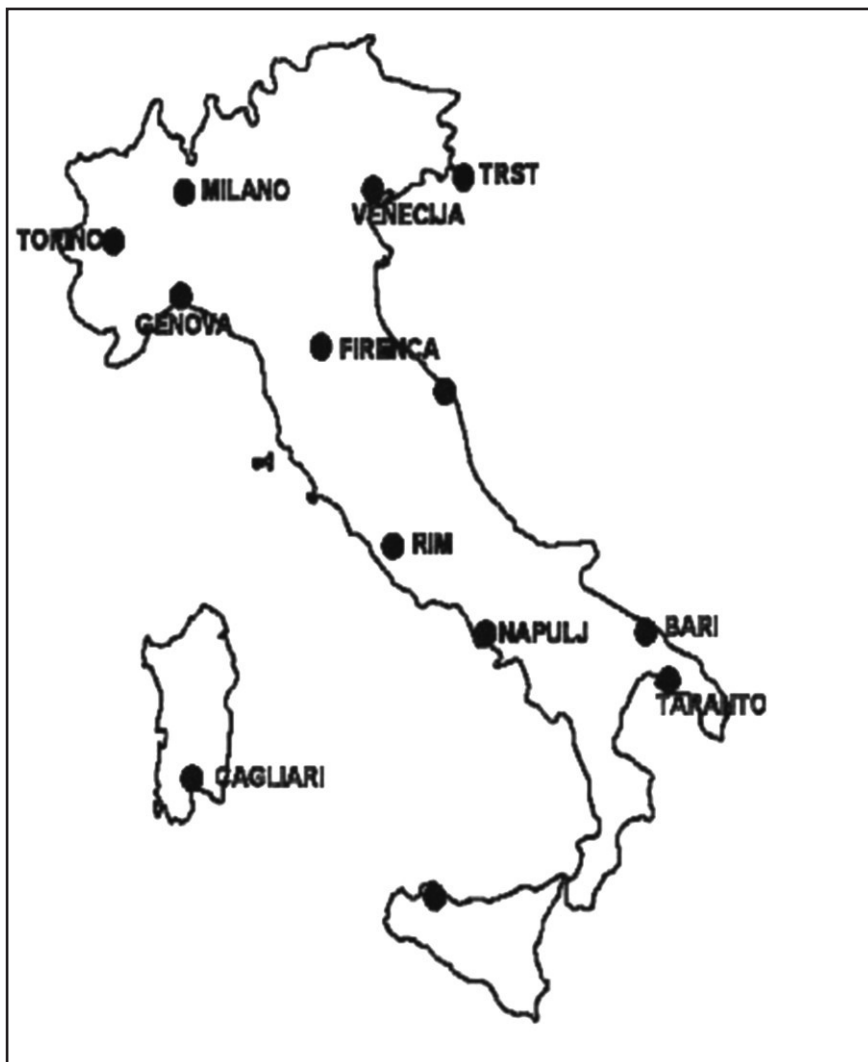 TRST
MILANO
VENECIJA
TORINO
GENOVA
FIRENCA
RIM
NAPULJ
BARI
TARANTO
CAGLIARI